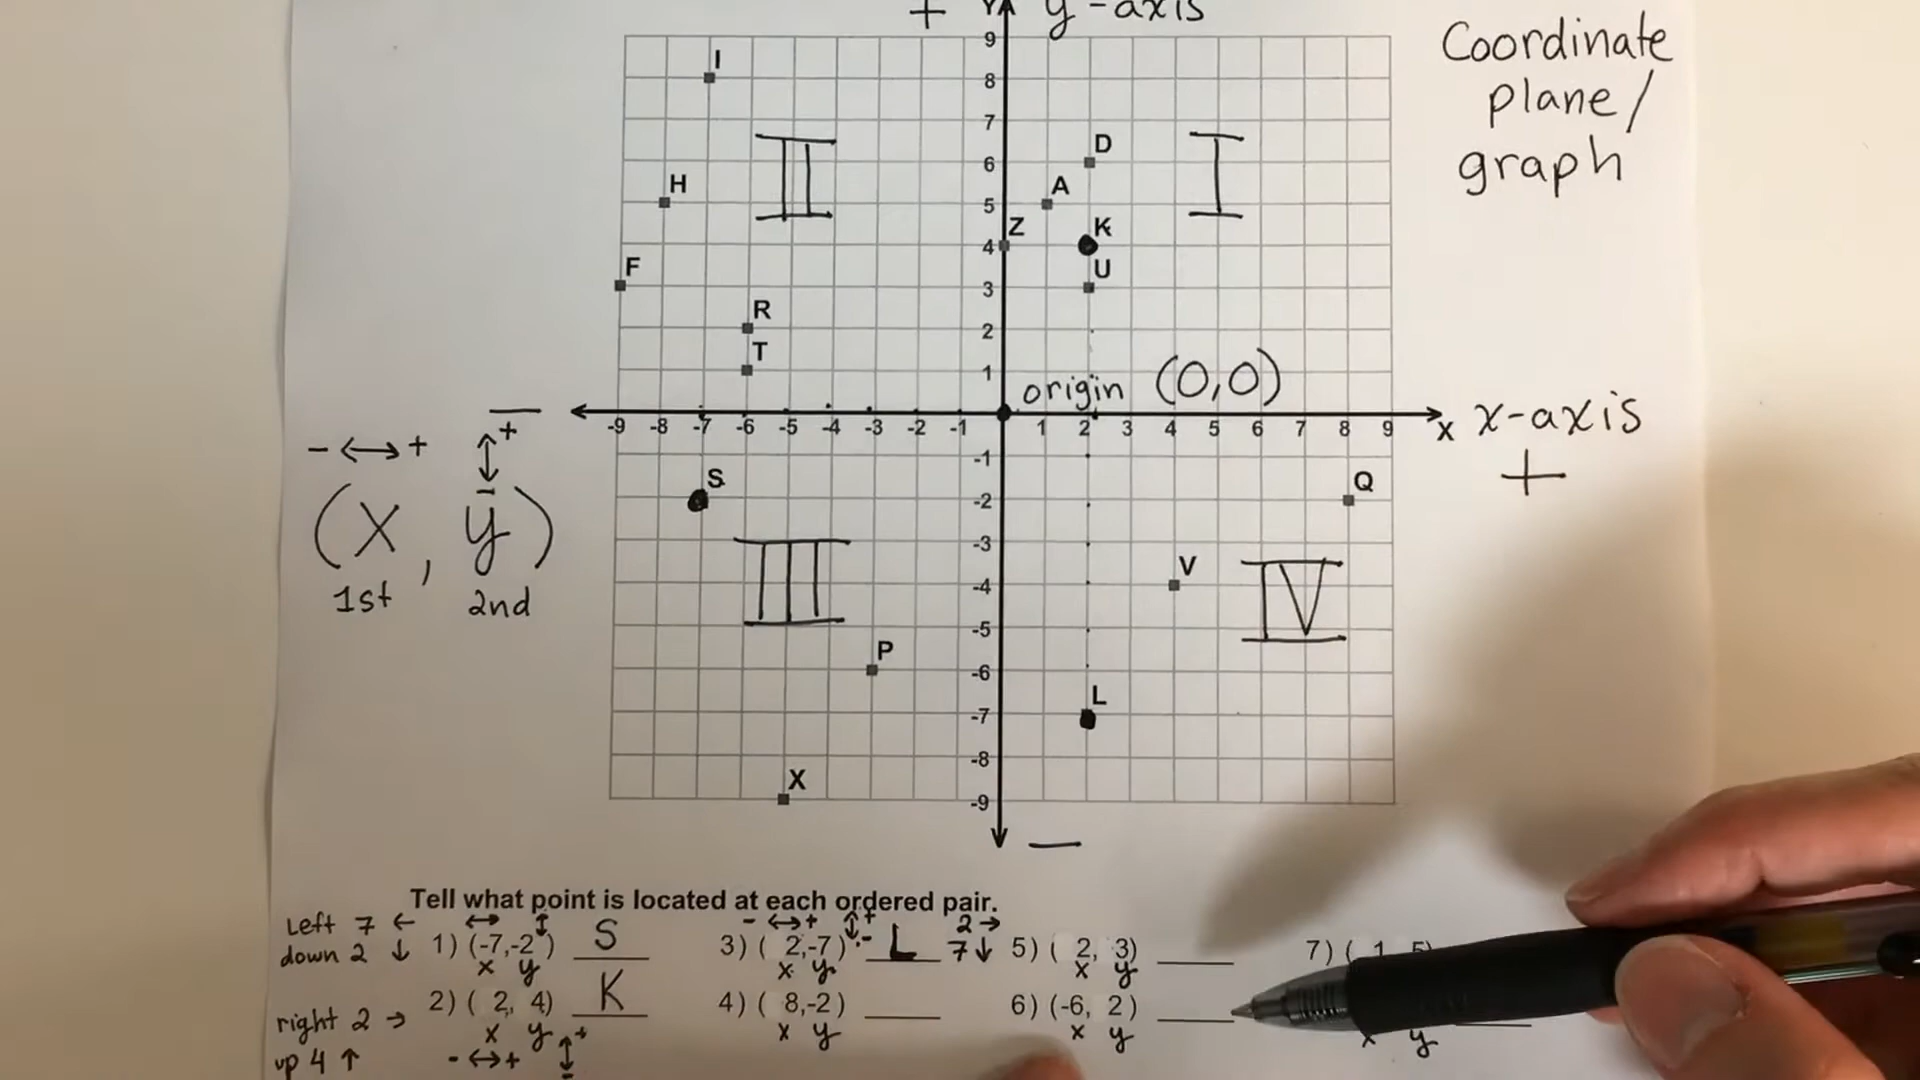 + Y y-axis
Coordinate
plane/
graph
9
8
7
6
5
4
3
2
1
I
D
H
A
Z
K
F
U
R
T
II
I
origin (0,0)
-9 -8 -7 -6 -5 -4 -3 -2 -1 1 2 3 4 5 6 7 8 9 x x-axis
+
- ↔ + ↕ +
-
(x, y)
1st 2nd
-1
-2
-3
-4
-5
-6
-7
-8
-9
S
Q
V
III
IV
P
L
X
Tell what point is located at each ordered pair.
Left 7 ←
down 2 ↓ 1) (-7,-2) S
x y
3) ( 2,-7) L
- ↔ + ↕ + -
x y
2 →
7 ↓
5) ( 2, 3)
x y
7) ( 1, 5)
right 2 →
up 4 ↑
2) ( 2, 4) K
x y
- ↔ + ↕ + -
4) ( 8,-2)
x y
6) (-6, 2)
x y
x y